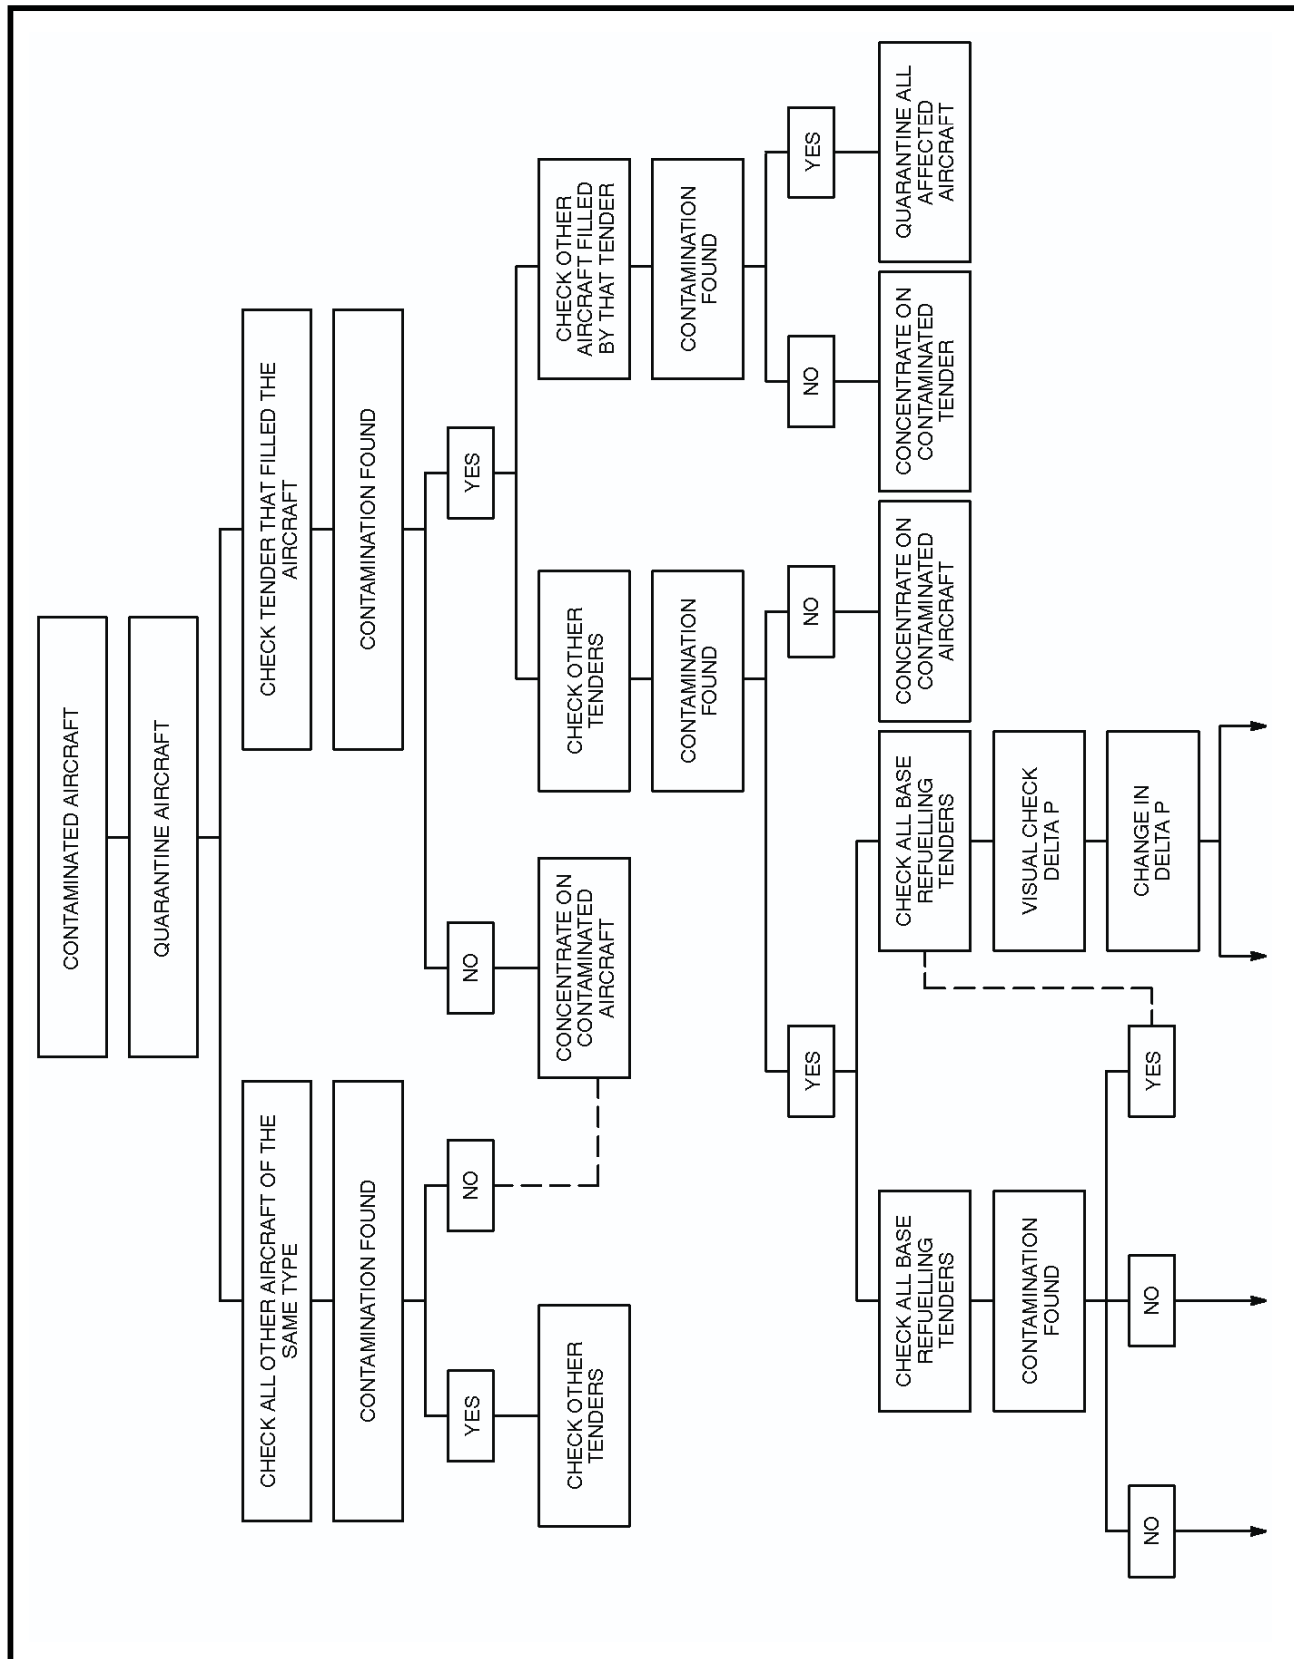 CONTAMINATED AIRCRAFT
QUARANTINE AIRCRAFT
CHECK ALL OTHER AIRCRAFT OF THE
SAME TYPE
CHECK TENDER THAT FILLED THE
AIRCRAFT
CONTAMINATION FOUND
CONTAMINATION FOUND
YES
NO
NO
YES
CHECK OTHER
TENDERS
CONCENTRATE ON
CONTAMINATED
AIRCRAFT
CHECK OTHER
TENDERS
CHECK OTHER
AIRCRAFT FILLED
BY THAT TENDER
CONTAMINATION
FOUND
CONTAMINATION
FOUND
YES
NO
NO
YES
CHECK ALL BASE
REFUELLING
TENDERS
CHECK ALL BASE
REFUELLING
TENDERS
CONCENTRATE ON
CONTAMINATED
AIRCRAFT
CONCENTRATE ON
CONTAMINATED
TENDER
QUARANTINE ALL
AFFECTED
AIRCRAFT
CONTAMINATION
FOUND
VISUAL CHECK
DELTA P
NO
NO
YES
CHANGE IN
DELTA P